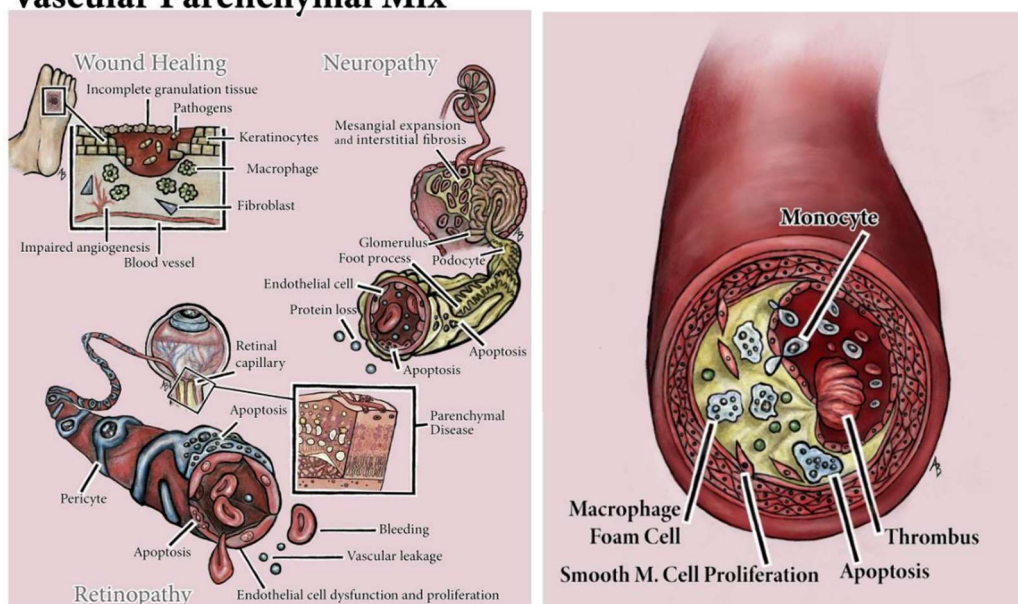 Vascular Parenchymal Mix
Wound Healing
Incomplete granulation tissue
Pathogens
Keratinocytes
Macrophage
Fibroblast
Impaired angiogenesis
Blood vessel
Neuropathy
Mesangial expansion
and interstitial fibrosis
Glomerulus
Podocyte
Foot process
Endothelial cell
Protein loss
Apoptosis
Apoptosis
Retinal
capillary
Apoptosis
Parenchymal
Disease
Pericyte
Apoptosis
Bleeding
Vascular leakage
Endothelial cell dysfunction and proliferation
Retinopathy
Monocyte
Macrophage
Foam Cell
Smooth M. Cell Proliferation
Apoptosis
Thrombus